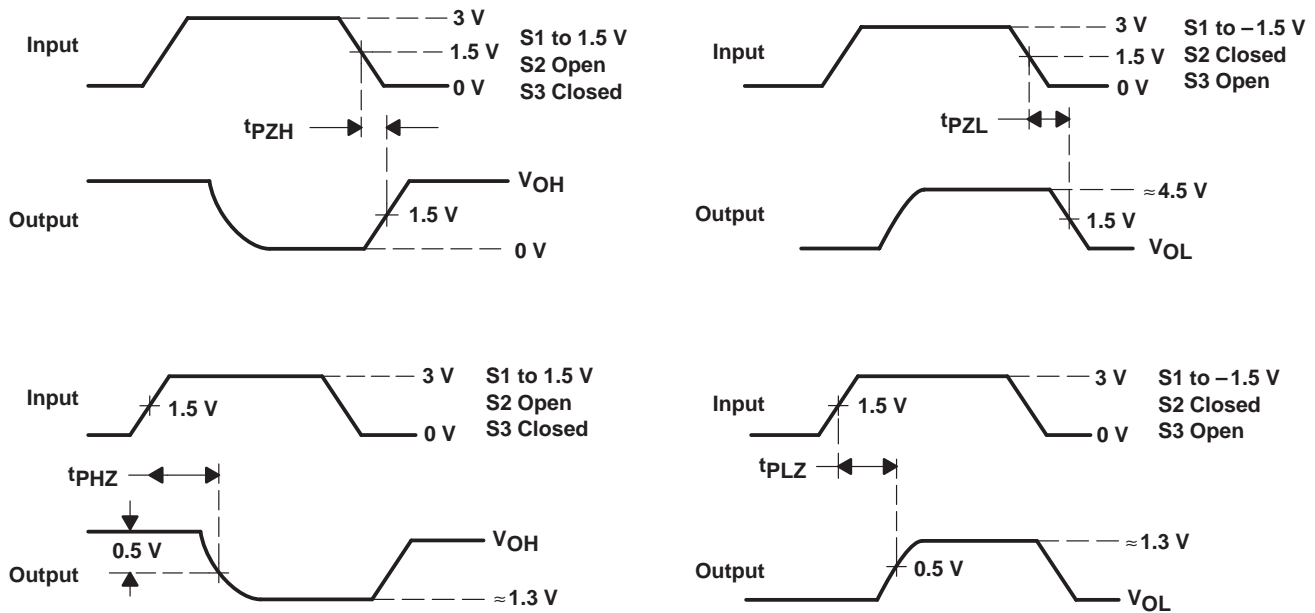 Input
3 V
1.5 V
0 V
S1 to 1.5 V
S2 Open
S3 Closed
tPZH
Output
VOH
1.5 V
0 V
Input
3 V
1.5 V
0 V
S1 to –1.5 V
S2 Closed
S3 Open
tPZL
Output
≈4.5 V
1.5 V
VOL
Input
3 V
1.5 V
0 V
S1 to 1.5 V
S2 Open
S3 Closed
tPHZ
0.5 V
Output
VOH
≈1.3 V
Input
3 V
1.5 V
0 V
S1 to –1.5 V
S2 Closed
S3 Open
tPLZ
Output
≈1.3 V
0.5 V
VOL